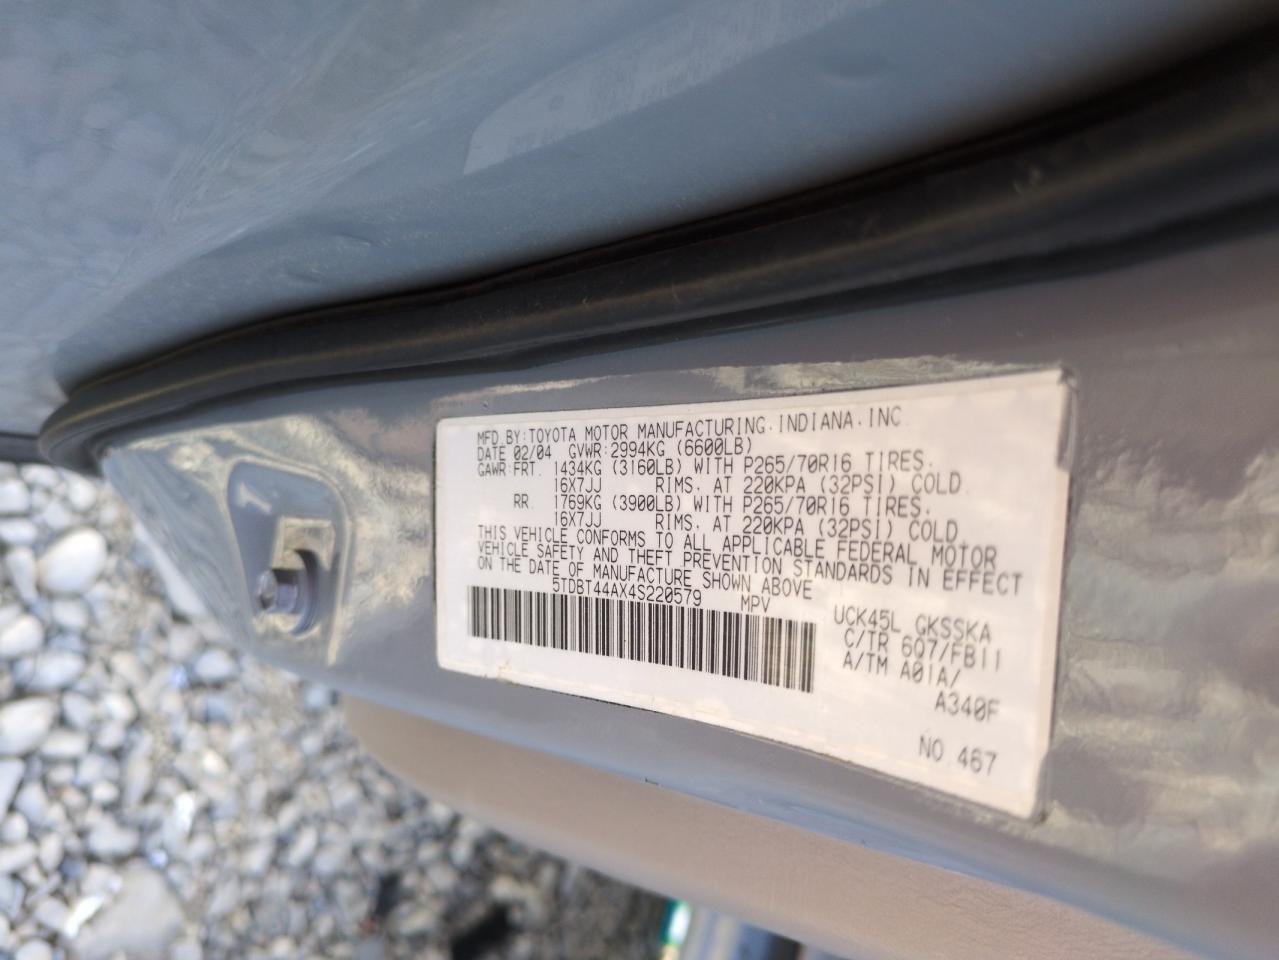 MFD BY: TOYOTA MOTOR MANUFACTURING. INDIANA. INC
DATE 02/04 GVWR: 2994KG (6600LB)
GAWR: FRT. 1434KG (3160LB) WITH P265/70R16 TIRES.
16X7JJ RIMS. AT 220KPA (32PSI) COLD
RR 1769KG (3900LB) WITH P265/70R16 TIRES.
16X7JJ RIMS. AT 220KPA (32PSI) COLD.
THIS VEHICLE CONFORMS TO ALL APPLICABLE FEDERAL MOTOR
VEHICLE SAFETY AND THEFT PREVENTION STANDARDS IN EFFECT
ON THE DATE OF MANUFACTURE SHOWN ABOVE
5TDBT44AX4S220579 MPV
UCK45L GKSSKA
C/TR 6Q7/FB11
A/TM A01A/
A340F
NO 467